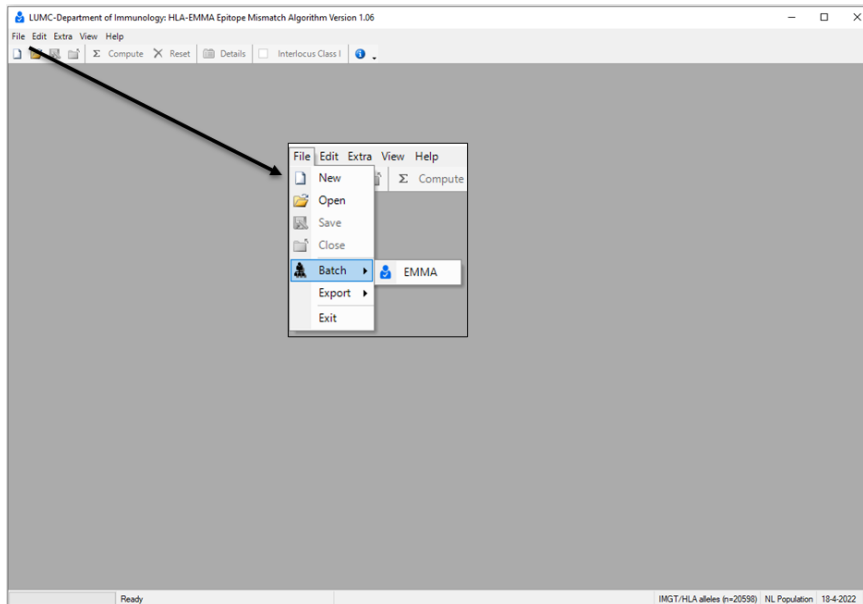 LUMC-Department of Immunology: HLA-EMMA Epitope Mismatch Algorithm Version 1.06
File Edit Extra View Help
Σ Compute Reset Details Interlocus Class I
File Edit Extra View Help
New Σ Compute
Open
Save
Close
Batch EMMA
Export
Exit
Ready IMGT/HLA alleles (n=20598) NL Population 18-4-2022